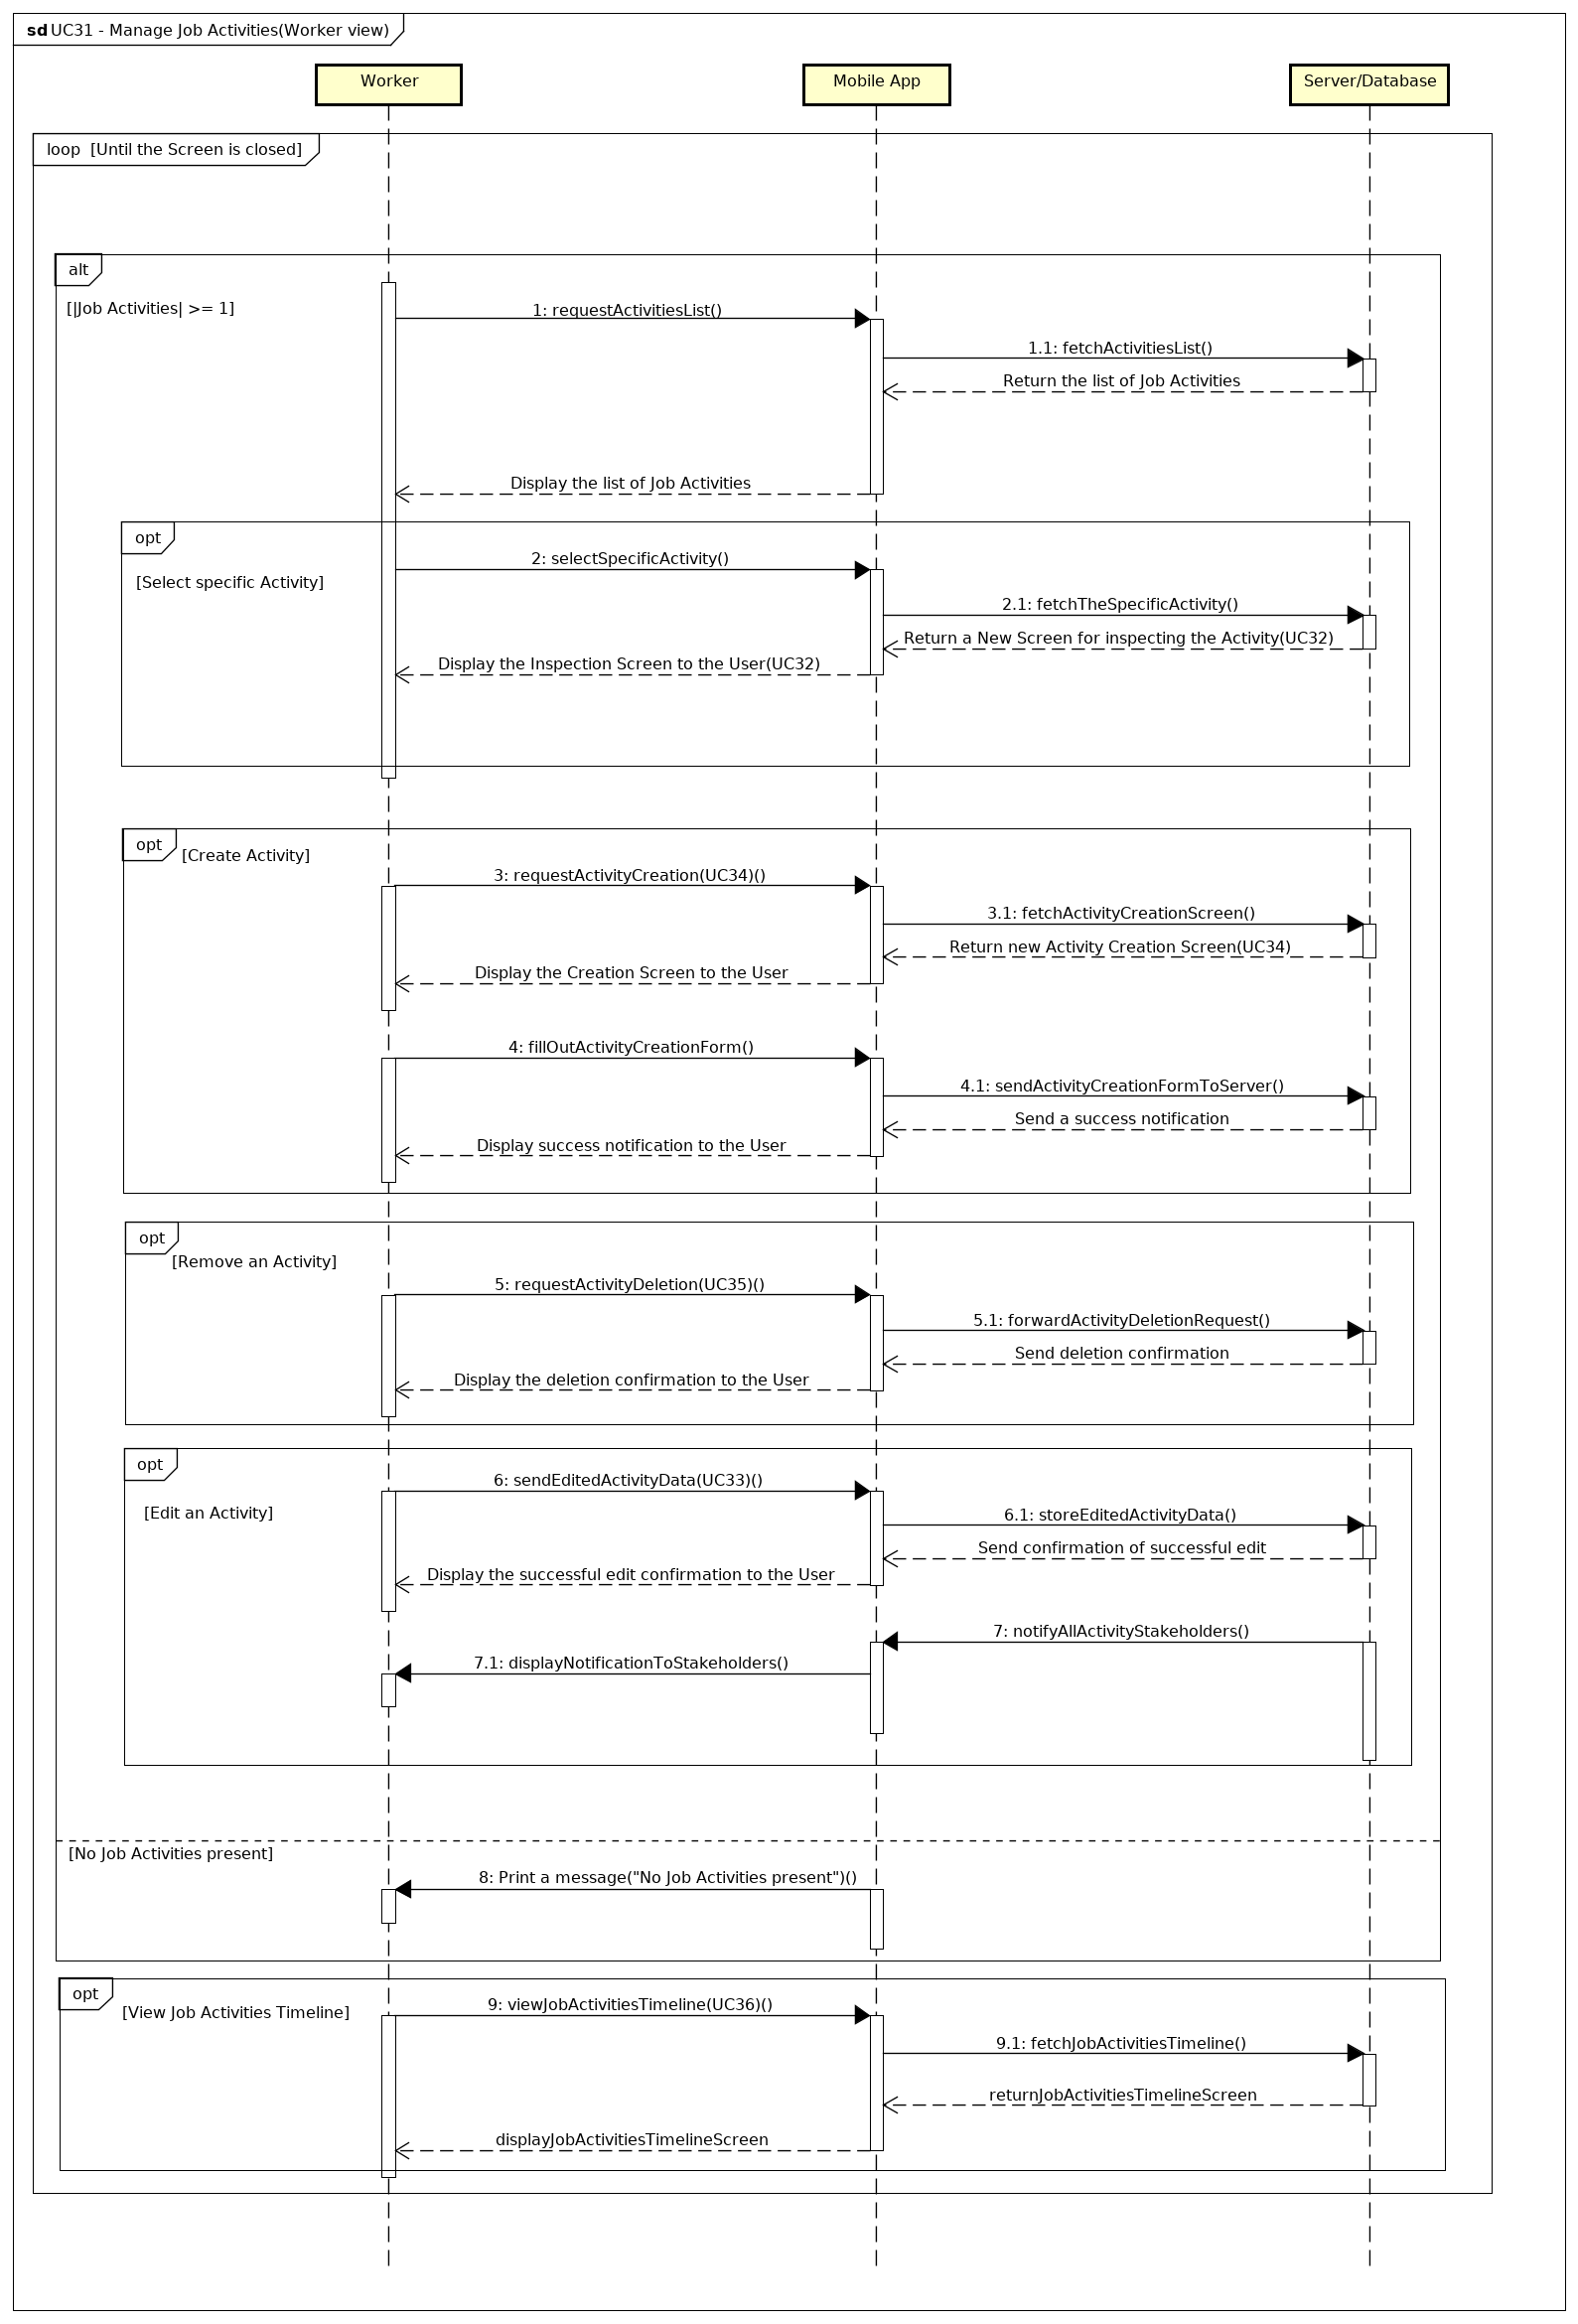 sd UC31 - Manage Job Activities(Worker view)
Worker
Mobile App
Server/Database
loop [Until the Screen is closed]
alt
[|Job Activities| >= 1]
1: requestActivitiesList()
1.1: fetchActivitiesList()
Return the list of Job Activities
Display the list of Job Activities
opt
[Select specific Activity]
2: selectSpecificActivity()
2.1: fetchTheSpecificActivity()
Return a New Screen for inspecting the Activity(UC32)
Display the Inspection Screen to the User(UC32)
opt
[Create Activity]
3: requestActivityCreation(UC34)()
3.1: fetchActivityCreationScreen()
Return new Activity Creation Screen(UC34)
Display the Creation Screen to the User
4: fillOutActivityCreationForm()
4.1: sendActivityCreationFormToServer()
Send a success notification
Display success notification to the User
opt
[Remove an Activity]
5: requestActivityDeletion(UC35)()
5.1: forwardActivityDeletionRequest()
Send deletion confirmation
Display the deletion confirmation to the User
opt
[Edit an Activity]
6: sendEditedActivityData(UC33)()
6.1: storeEditedActivityData()
Send confirmation of successful edit
Display the successful edit confirmation to the User
7: notifyAllActivityStakeholders()
7.1: displayNotificationToStakeholders()
[No Job Activities present]
8: Print a message("No Job Activities present")()
opt
[View Job Activities Timeline]
9: viewJobActivitiesTimeline(UC36)()
9.1: fetchJobActivitiesTimeline()
returnJobActivitiesTimelineScreen
displayJobActivitiesTimelineScreen